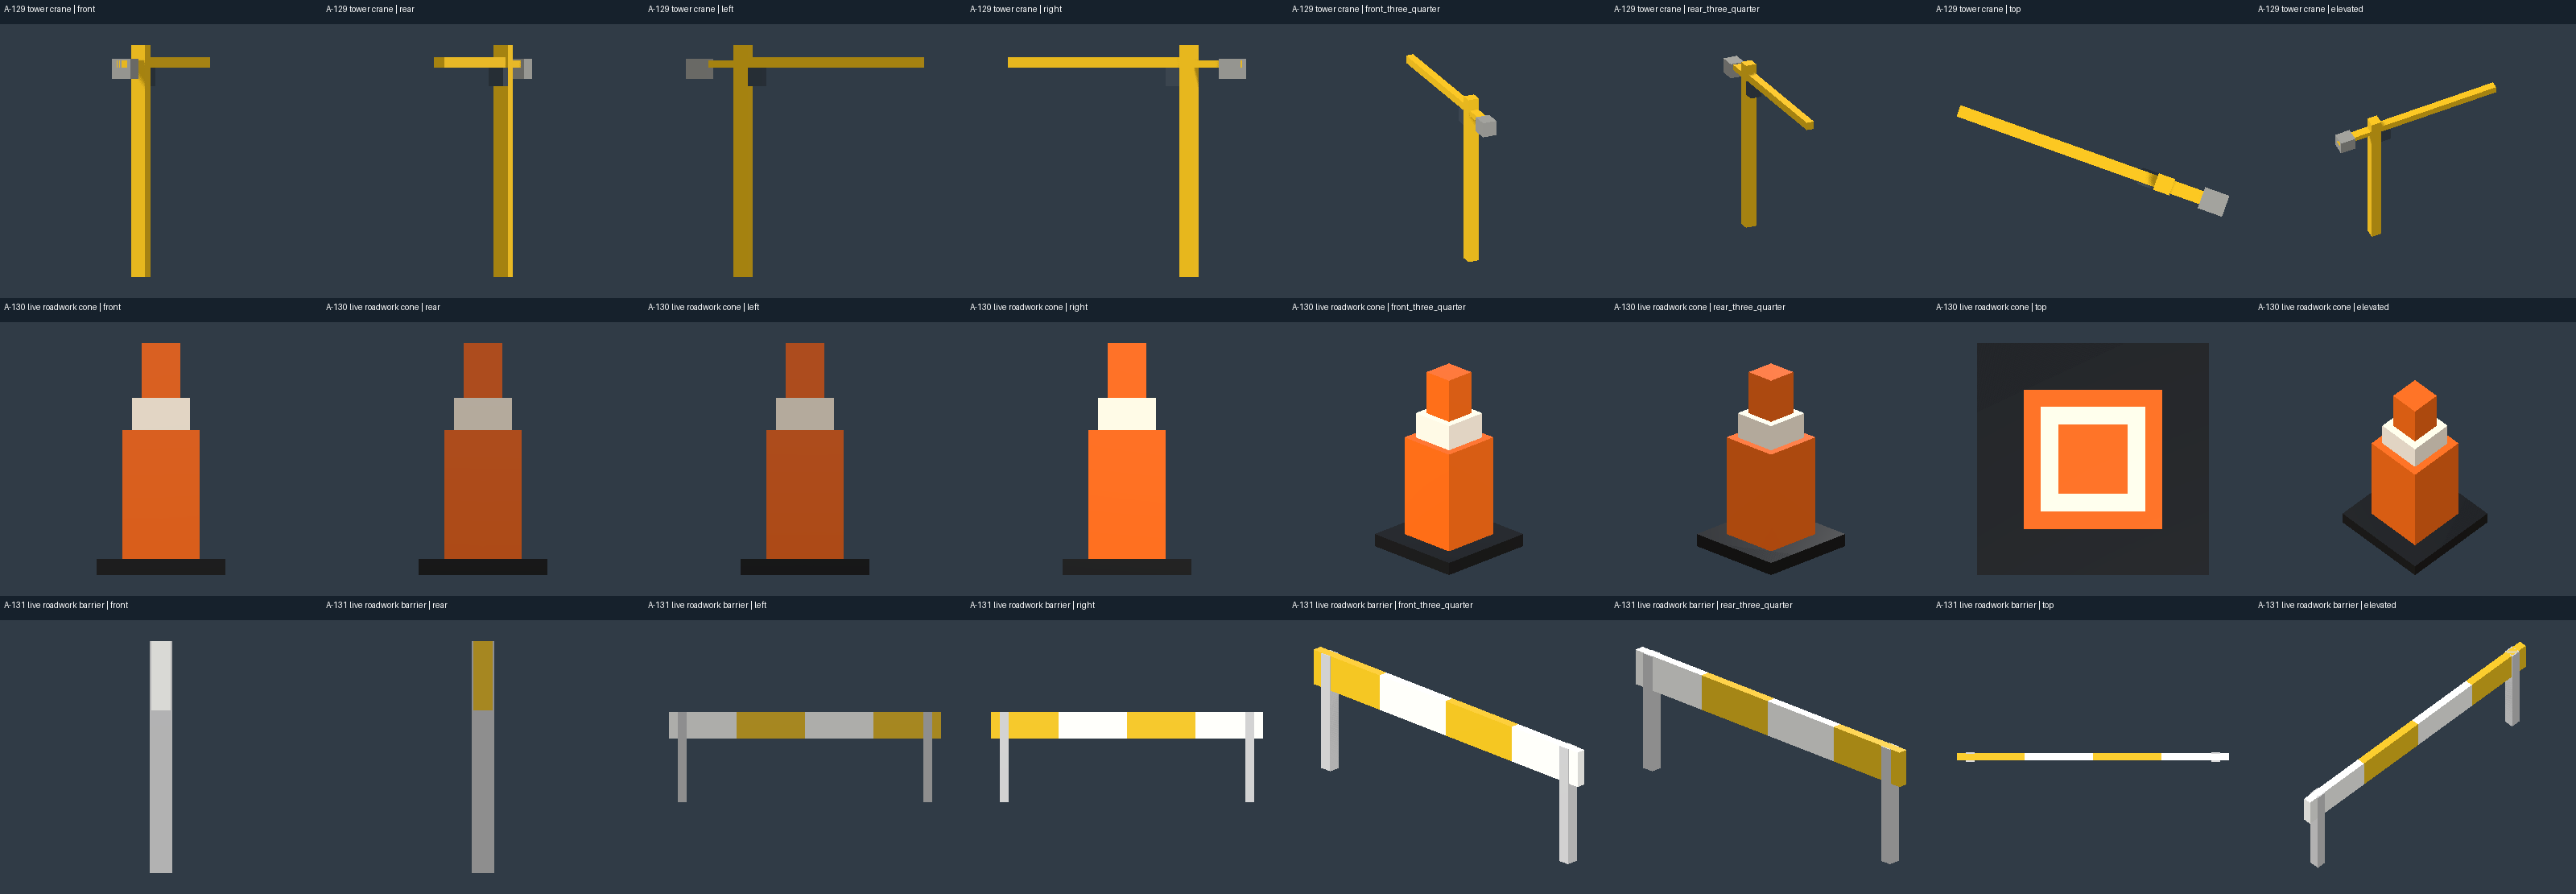 A-129 tower crane | front
A-129 tower crane | rear
A-129 tower crane | left
A-129 tower crane | right
A-129 tower crane | front_three_quarter
A-129 tower crane | rear_three_quarter
A-129 tower crane | top
A-129 tower crane | elevated
A-130 live roadwork cone | front
A-130 live roadwork cone | rear
A-130 live roadwork cone | left
A-130 live roadwork cone | right
A-130 live roadwork cone | front_three_quarter
A-130 live roadwork cone | rear_three_quarter
A-130 live roadwork cone | top
A-130 live roadwork cone | elevated
A-131 live roadwork barrier | front
A-131 live roadwork barrier | rear
A-131 live roadwork barrier | left
A-131 live roadwork barrier | right
A-131 live roadwork barrier | front_three_quarter
A-131 live roadwork barrier | rear_three_quarter
A-131 live roadwork barrier | top
A-131 live roadwork barrier | elevated